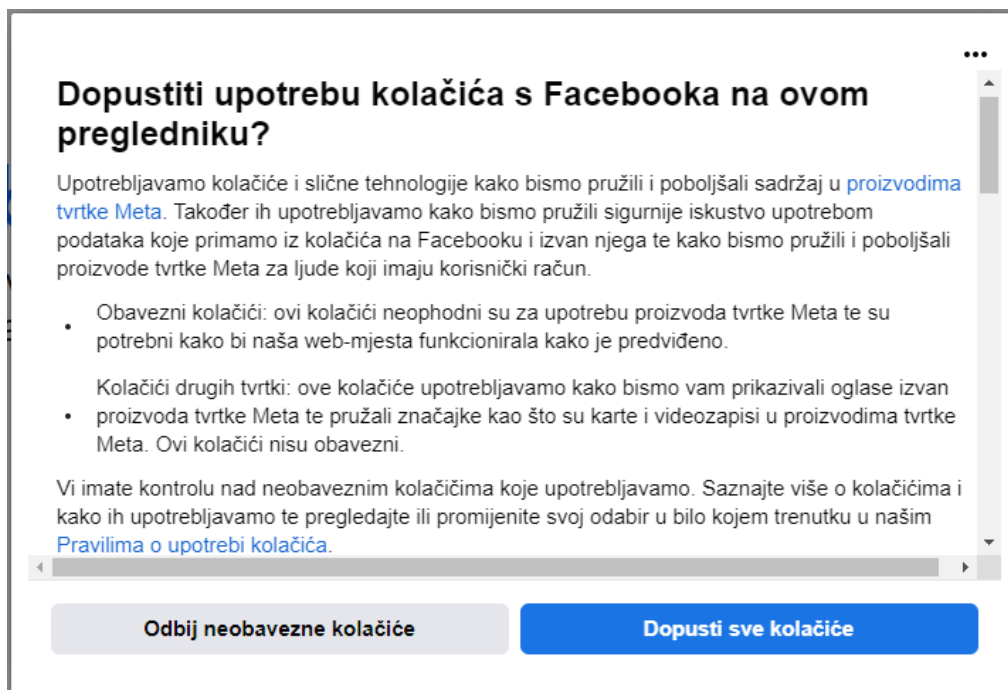 Dopustiti upotrebu kolačića s Facebooka na ovom
pregledniku?
Upotrebljavamo kolačiće i slične tehnologije kako bismo pružili i poboljšali sadržaj u proizvodima
tvrtke Meta. Također ih upotrebljavamo kako bismo pružili sigurnije iskustvo upotrebom
podataka koje primamo iz kolačića na Facebooku i izvan njega te kako bismo pružili i poboljšali
proizvode tvrtke Meta za ljude koji imaju korisnički račun.
• Obavezni kolačići: ovi kolačići neophodni su za upotrebu proizvoda tvrtke Meta te su
potrebni kako bi naša web-mjesta funkcionirala kako je predviđeno.
• Kolačići drugih tvrtki: ove kolačiće upotrebljavamo kako bismo vam prikazivali oglase izvan
proizvoda tvrtke Meta te pružali značajke kao što su karte i videozapisi u proizvodima tvrtke
Meta. Ovi kolačići nisu obavezni.
Vi imate kontrolu nad neobaveznim kolačičima koje upotrebljavamo. Saznajte više o kolačićima i
kako ih upotrebljavamo te pregledajte ili promijenite svoj odabir u bilo kojem trenutku u našim
Pravilima o upotrebi kolačića.
Odbij neobavezne kolačiće
Dopusti sve kolačiće